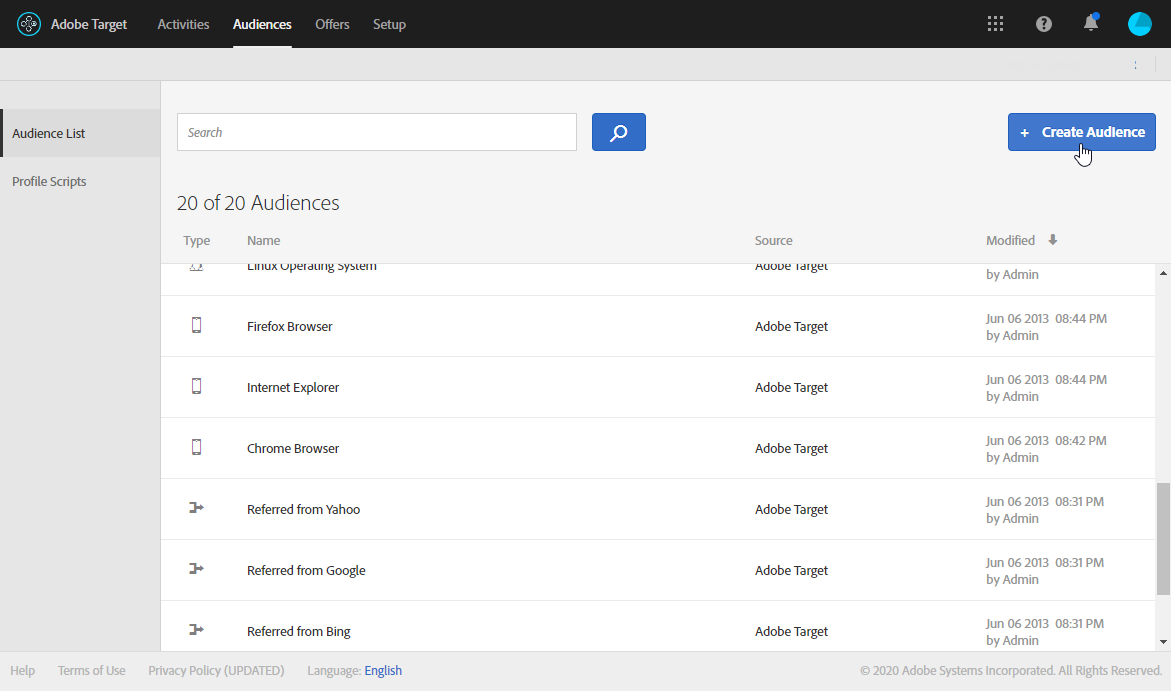 Adobe Target Activities Audiences Offers Setup
Audience List
Profile Scripts
Search
+ Create Audience
20 of 20 Audiences
Type Name Source Modified
Linux Operating System Adobe Target
by Admin
Firefox Browser Adobe Target Jun 06 2013 08:44 PM
by Admin
Internet Explorer Adobe Target Jun 06 2013 08:44 PM
by Admin
Chrome Browser Adobe Target Jun 06 2013 08:42 PM
by Admin
Referred from Yahoo Adobe Target Jun 06 2013 08:31 PM
by Admin
Referred from Google Adobe Target Jun 06 2013 08:31 PM
by Admin
Referred from Bing Adobe Target Jun 06 2013 08:31 PM
by Admin
Help Terms of Use Privacy Policy (UPDATED) Language: English © 2020 Adobe Systems Incorporated. All Rights Reserved.